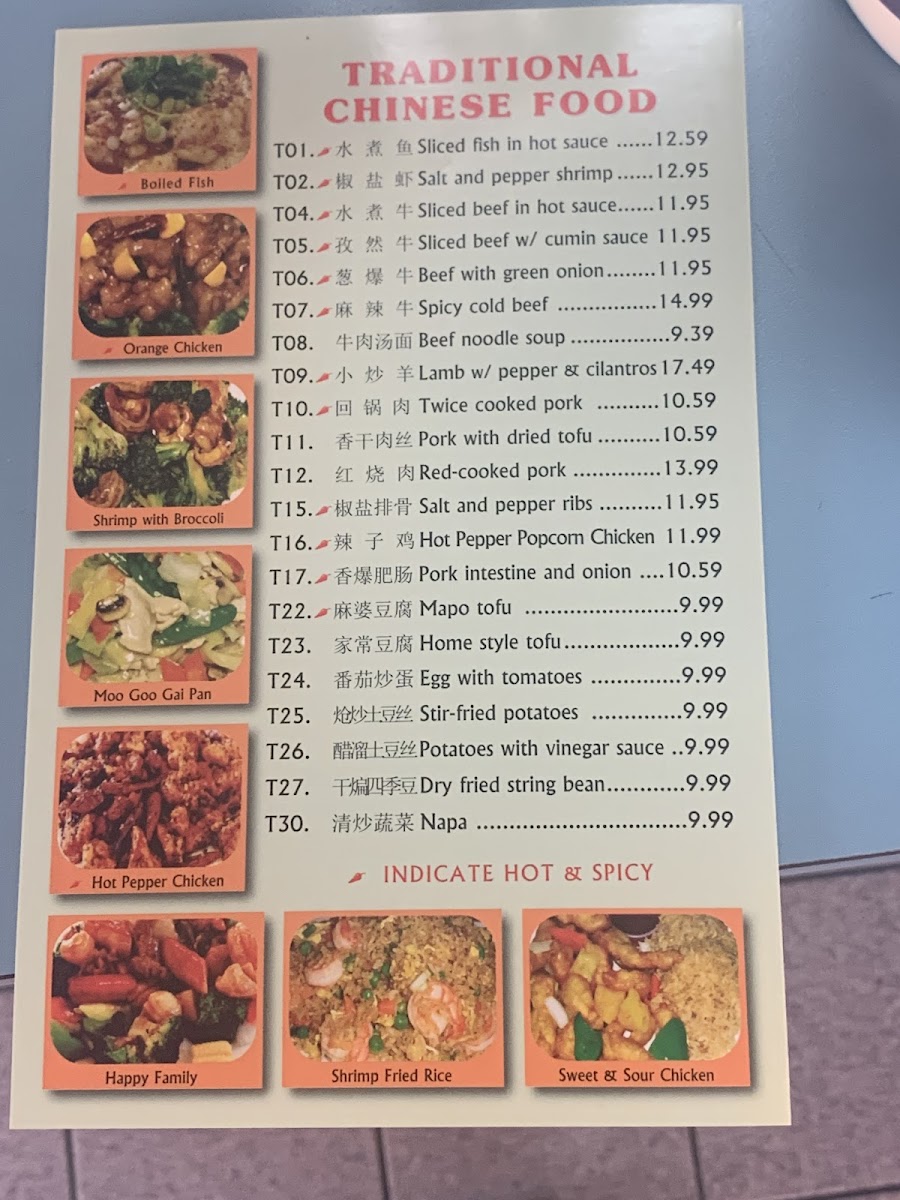 TRADITIONAL
CHINESE FOOD
T01. 水煮鱼 Sliced fish in hot sauce ......12.59
T02. 椒盐虾 Salt and pepper shrimp......12.95
T04. 水煮牛 Sliced beef in hot sauce......11.95
T05. 孜然牛 Sliced beef w/ cumin sauce 11.95
T06. 葱爆牛 Beef with green onion........11.95
T07. 麻辣牛 Spicy cold beef ................14.99
T08. 牛肉汤面 Beef noodle soup ................9.39
T09. 小炒羊 Lamb w/ pepper & cilantros 17.49
T10. 回锅肉 Twice cooked pork ..........10.59
T11. 香干肉丝 Pork with dried tofu ..........10.59
T12. 红烧肉 Red-cooked pork ..............13.99
T15. 椒盐排骨 Salt and pepper ribs ..........11.95
T16. 辣子鸡 Hot Pepper Popcorn Chicken 11.99
T17. 香爆肥肠 Pork intestine and onion ....10.59
T22. 麻婆豆腐 Mapo tofu ........................9.99
T23. 家常豆腐 Home style tofu..................9.99
T24. 番茄炒蛋 Egg with tomatoes ..............9.99
T25. 炝炒土豆丝 Stir-fried potatoes ..............9.99
T26. 醋溜土豆丝 Potatoes with vinegar sauce ..9.99
T27. 干煸四季豆 Dry fried string bean............9.99
T30. 清炒蔬菜 Napa .................................9.99
INDICATE HOT & SPICY
Boiled Fish
Orange Chicken
Shrimp with Broccoli
Moo Goo Gai Pan
Hot Pepper Chicken
Happy Family
Shrimp Fried Rice
Sweet & Sour Chicken